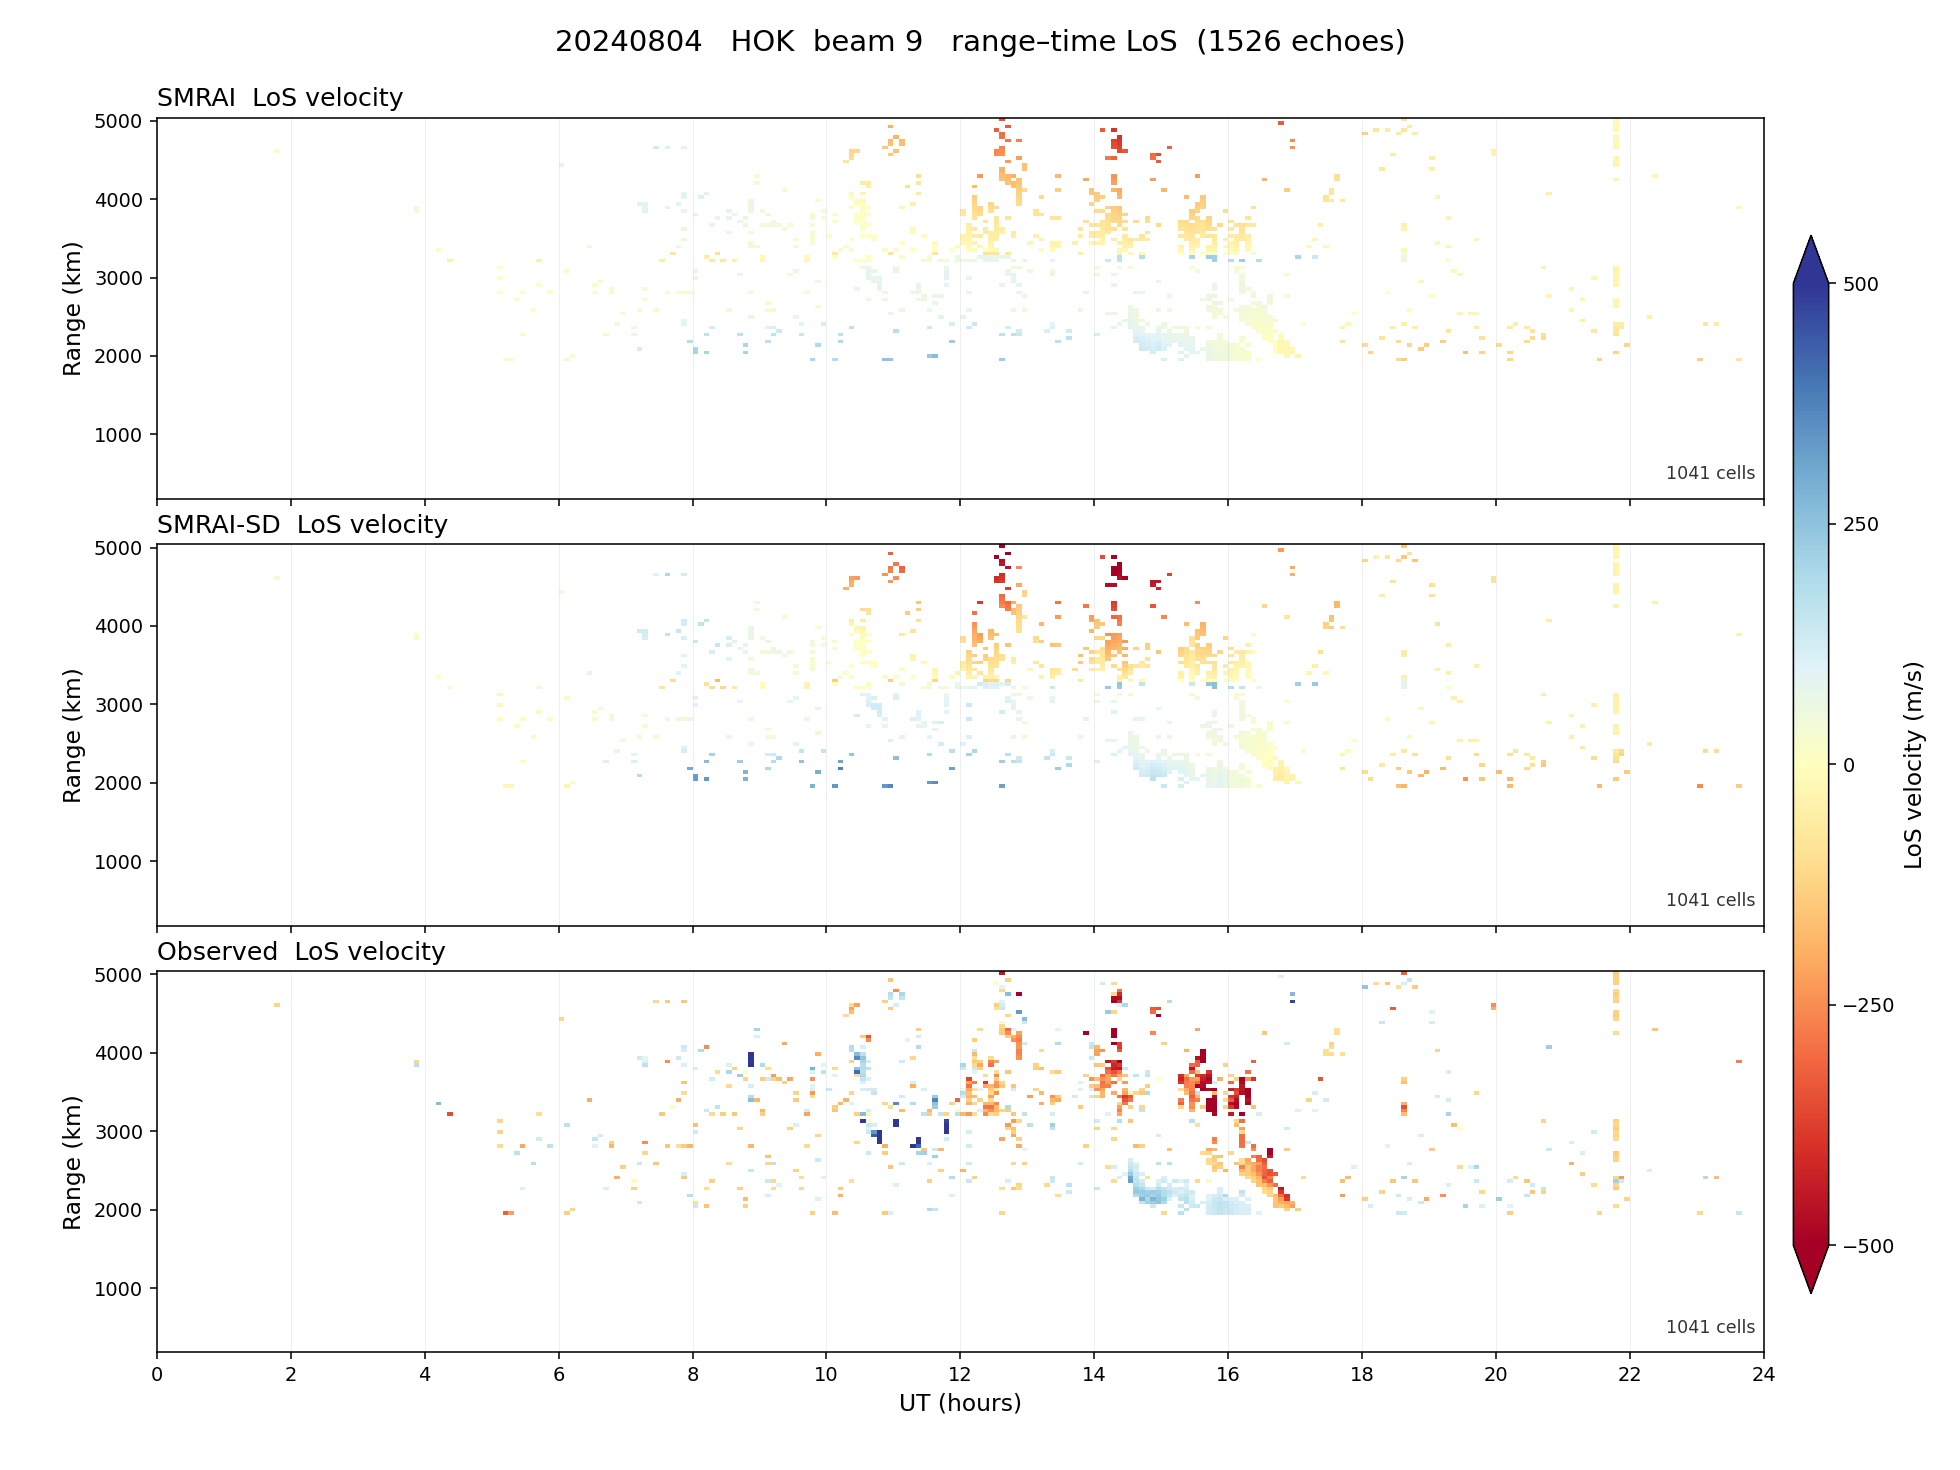 20240804   HOK  beam 9   range–time LoS  (1526 echoes)
SMRAI  LoS velocity
5000
4000
3000
2000
1000
Range (km)
1041 cells
SMRAI-SD  LoS velocity
5000
4000
3000
2000
1000
Range (km)
1041 cells
Observed  LoS velocity
5000
4000
3000
2000
1000
Range (km)
1041 cells
0 2 4 6 8 10 12 14 16 18 20 22 24
UT (hours)
500
250
0
−250
−500
LoS velocity (m/s)